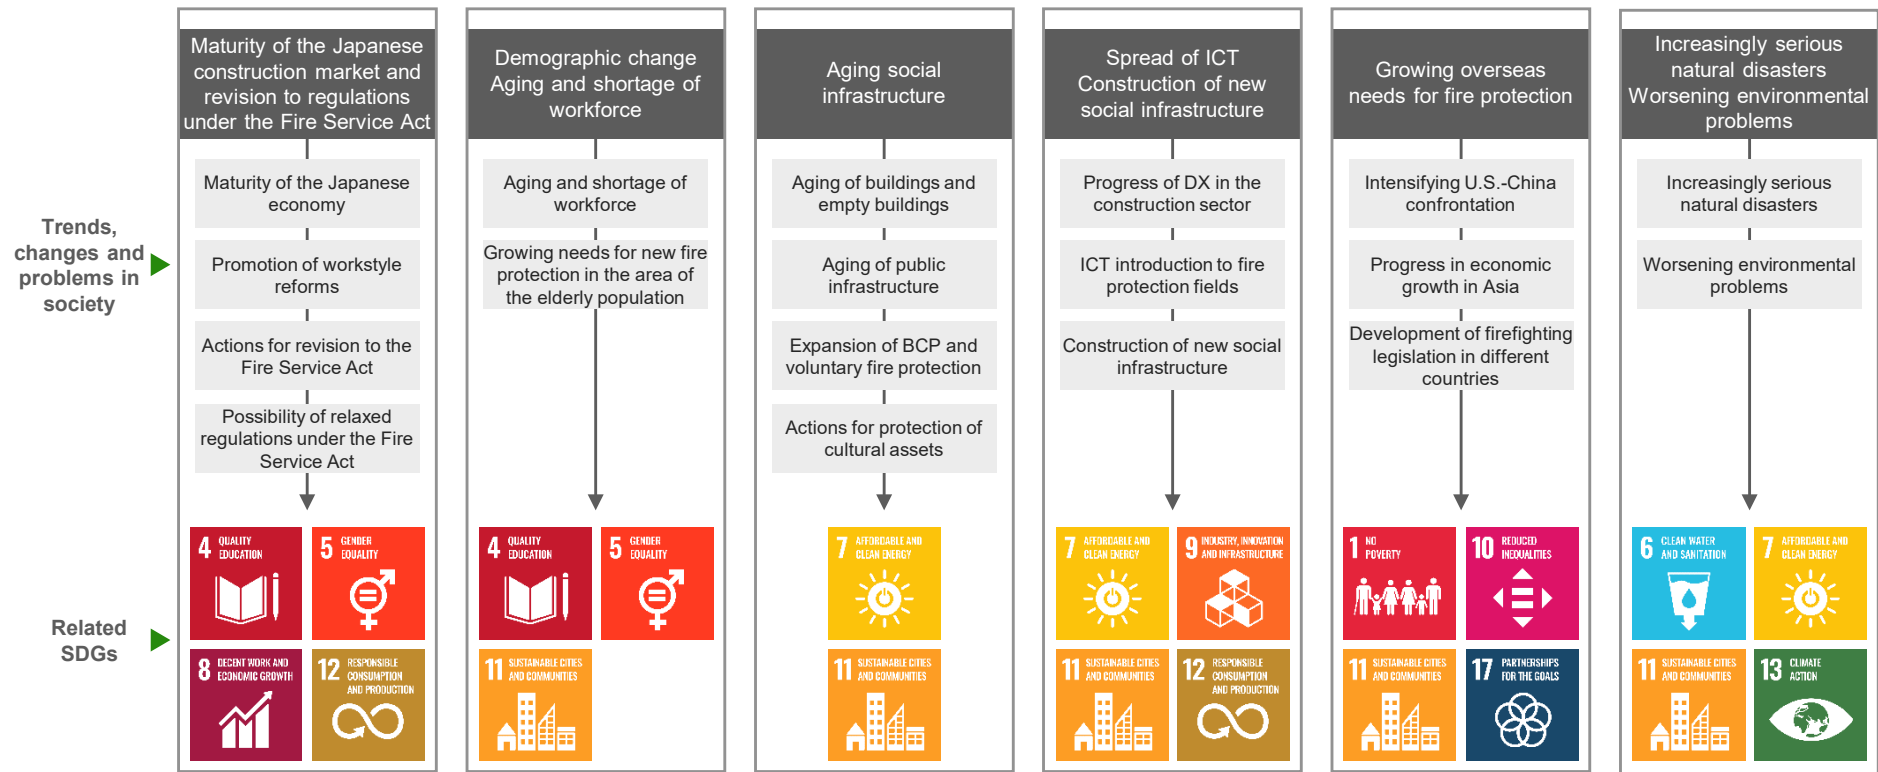 Maturity of the Japanese
construction market and
revision to regulations
under the Fire Service Act
Demographic change
Aging and shortage of
workforce
Aging social
infrastructure
Spread of ICT
Construction of new
social infrastructure
Growing overseas
needs for fire protection
Increasingly serious
natural disasters
Worsening environmental
problems
Trends,
changes and
problems in
society
Maturity of the Japanese
economy
Promotion of workstyle
reforms
Actions for revision to the
Fire Service Act
Possibility of relaxed
regulations under the Fire
Service Act
Aging and shortage of
workforce
Growing needs for new fire
protection in the area of
the elderly population
Aging of buildings and
empty buildings
Aging of public
infrastructure
Expansion of BCP and
voluntary fire protection
Actions for protection of
cultural assets
Progress of DX in the
construction sector
ICT introduction to fire
protection fields
Construction of new social
infrastructure
Intensifying U.S.-China
confrontation
Progress in economic
growth in Asia
Development of firefighting
legislation in different
countries
Increasingly serious
natural disasters
Worsening environmental
problems
Related
SDGs
4 QUALITY
EDUCATION
5 GENDER
EQUALITY
8 DECENT WORK AND
ECONOMIC GROWTH
12 RESPONSIBLE
CONSUMPTION
AND PRODUCTION
4 QUALITY
EDUCATION
5 GENDER
EQUALITY
11 SUSTAINABLE CITIES
AND COMMUNITIES
7 AFFORDABLE AND
CLEAN ENERGY
11 SUSTAINABLE CITIES
AND COMMUNITIES
7 AFFORDABLE AND
CLEAN ENERGY
9 INDUSTRY, INNOVATION
AND INFRASTRUCTURE
11 SUSTAINABLE CITIES
AND COMMUNITIES
12 RESPONSIBLE
CONSUMPTION
AND PRODUCTION
1 NO
POVERTY
10 REDUCED
INEQUALITIES
11 SUSTAINABLE CITIES
AND COMMUNITIES
17 PARTNERSHIPS
FOR THE GOALS
6 CLEAN WATER
AND SANITATION
7 AFFORDABLE AND
CLEAN ENERGY
11 SUSTAINABLE CITIES
AND COMMUNITIES
13 CLIMATE
ACTION